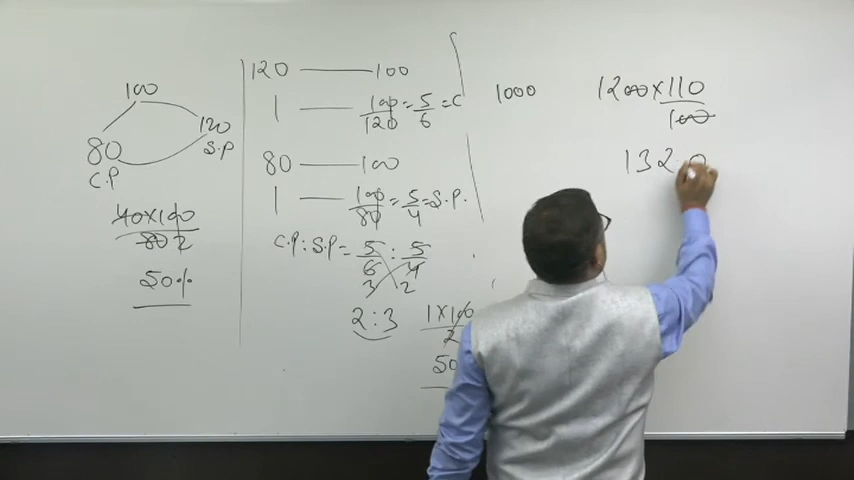 100
120
80
S.P
C.P
40×100
80 2
50%
120 — 100
1 — 100/120 = 5/6 = C
80 — 100
1 — 100/80 = 5/4 = S.P.
C.P : S.P = 5/6 : 5/4
3 2
2 : 3
1×100
2
50
1000
1200×110
100
1320